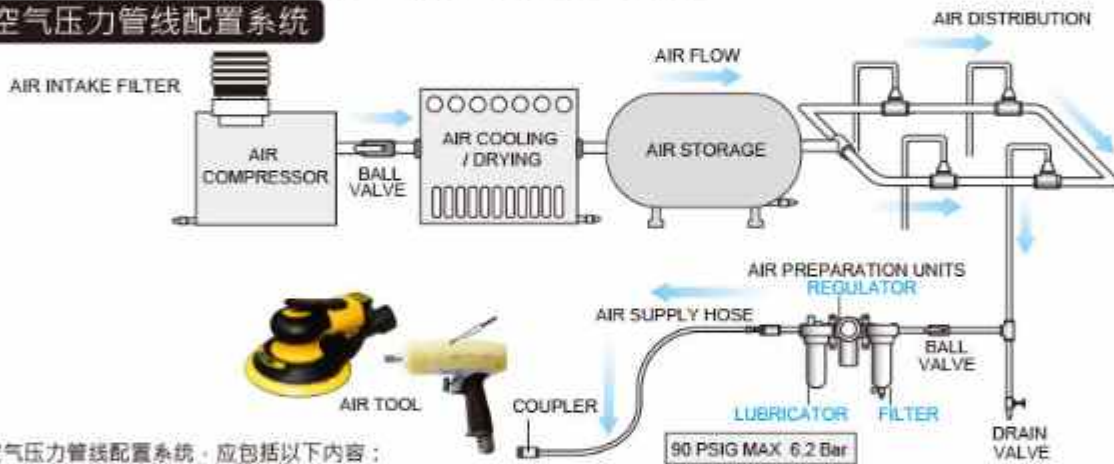 空气压力管线配置系统
AIR DISTRIBUTION
AIR FLOW
AIR INTAKE FILTER
AIR
COMPRESSOR
BALL
VALVE
AIR COOLING
/ DRYING
AIR STORAGE
AIR PREPARATION UNITS
REGULATOR
AIR SUPPLY HOSE
BALL
VALVE
AIR TOOL
COUPLER
LUBRICATOR
FILTER
DRAIN
VALVE
90 PSIG MAX 6.2 Bar
气压力管线配置系统，应包括以下内容：